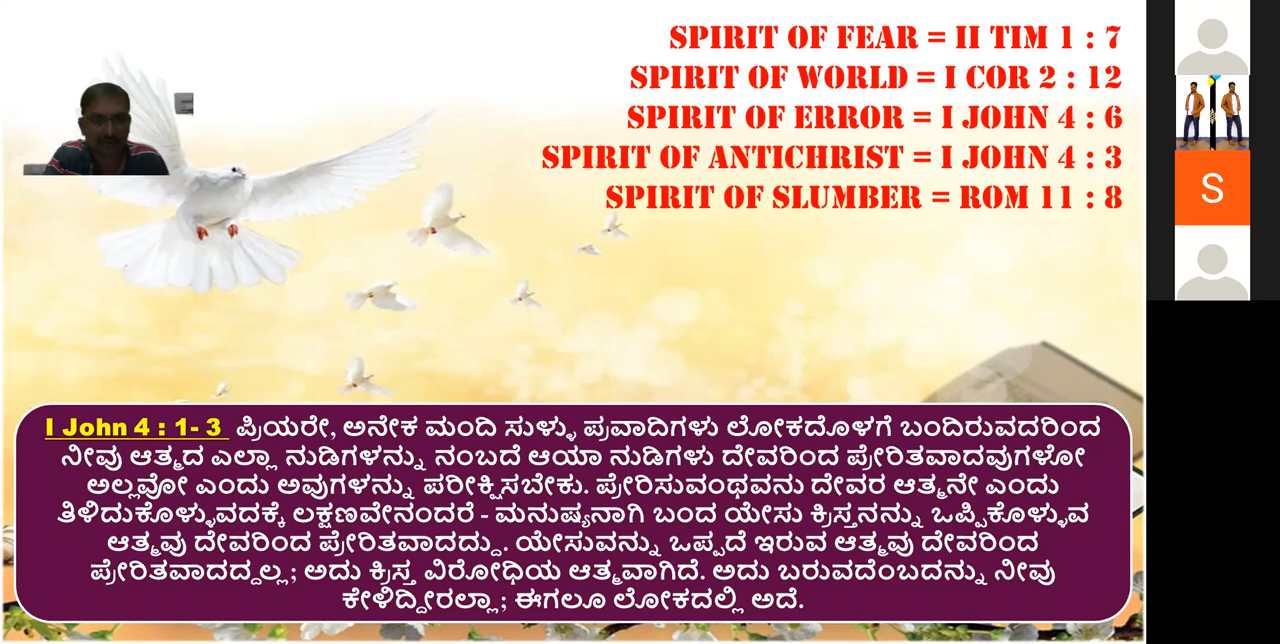 SPIRIT OF FEAR = II TIM 1 : 7
SPIRIT OF WORLD = I COR 2 : 12
SPIRIT OF ERROR = I JOHN 4 : 6
SPIRIT OF ANTICHRIST = I JOHN 4 : 3
SPIRIT OF SLUMBER = ROM 11 : 8
S
I John 4 : 1- 3 ಪ್ರಿಯರೇ, ಅನೇಕ ಮಂದಿ ಸುಳ್ಳು ಪ್ರವಾದಿಗಳು ಲೋಕದೊಳಗೆ ಬಂದಿರುವದರಿಂದ
ನೀವು ಆತ್ಮದ ಎಲ್ಲಾ ನುಡಿಗಳನ್ನು ನಂಬದೆ ಆಯಾ ನುಡಿಗಳು ದೇವರಿಂದ ಪ್ರೇರಿತವಾದವುಗಳೋ
ಅಲ್ಲವೋ ಎಂದು ಅವುಗಳನ್ನು ಪರೀಕ್ಷಿಸಬೇಕು. ಪ್ರೇರಿಸುವಂಥವನು ದೇವರ ಆತ್ಮನೇ ಎಂದು
ತಿಳಿದುಕೊಳ್ಳುವದಕ್ಕೆ ಲಕ್ಷಣವೇನಂದರೆ - ಮನುಷ್ಯನಾಗಿ ಬಂದ ಯೇಸು ಕ್ರಿಸ್ತನನ್ನು ಒಪ್ಪಿಕೊಳ್ಳುವ
ಆತ್ಮವು ದೇವರಿಂದ ಪ್ರೇರಿತವಾದದ್ದು. ಯೇಸುವನ್ನು ಒಪ್ಪದೆ ಇರುವ ಆತ್ಮವು ದೇವರಿಂದ
ಪ್ರೇರಿತವಾದದ್ದಲ್ಲ; ಅದು ಕ್ರಿಸ್ತ ವಿರೋಧಿಯ ಆತ್ಮವಾಗಿದೆ. ಅದು ಬರುವದೆಂಬದನ್ನು ನೀವು
ಕೇಳಿದ್ದೀರಲ್ಲಾ; ಈಗಲೂ ಲೋಕದಲ್ಲಿ ಅದೆ.